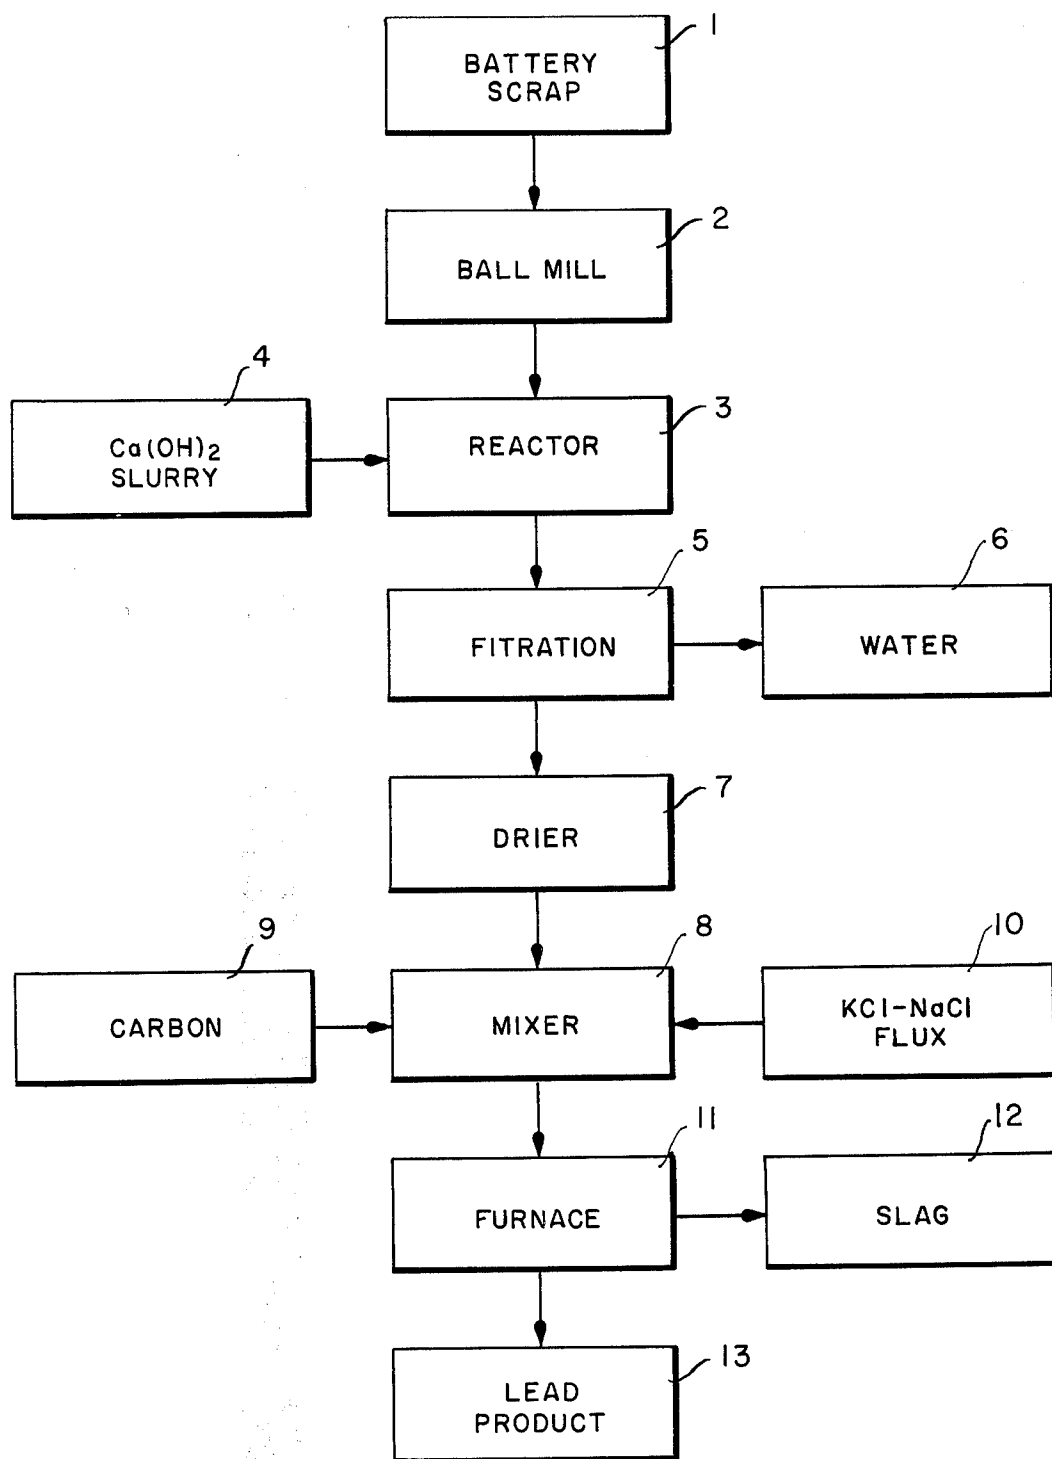 1
BATTERY
SCRAP
2
BALL MILL
4
Ca(OH)2
SLURRY
3
REACTOR
5
FITRATION
6
WATER
7
DRIER
9
CARBON
8
MIXER
10
KCl-NaCl
FLUX
11
FURNACE
12
SLAG
13
LEAD
PRODUCT